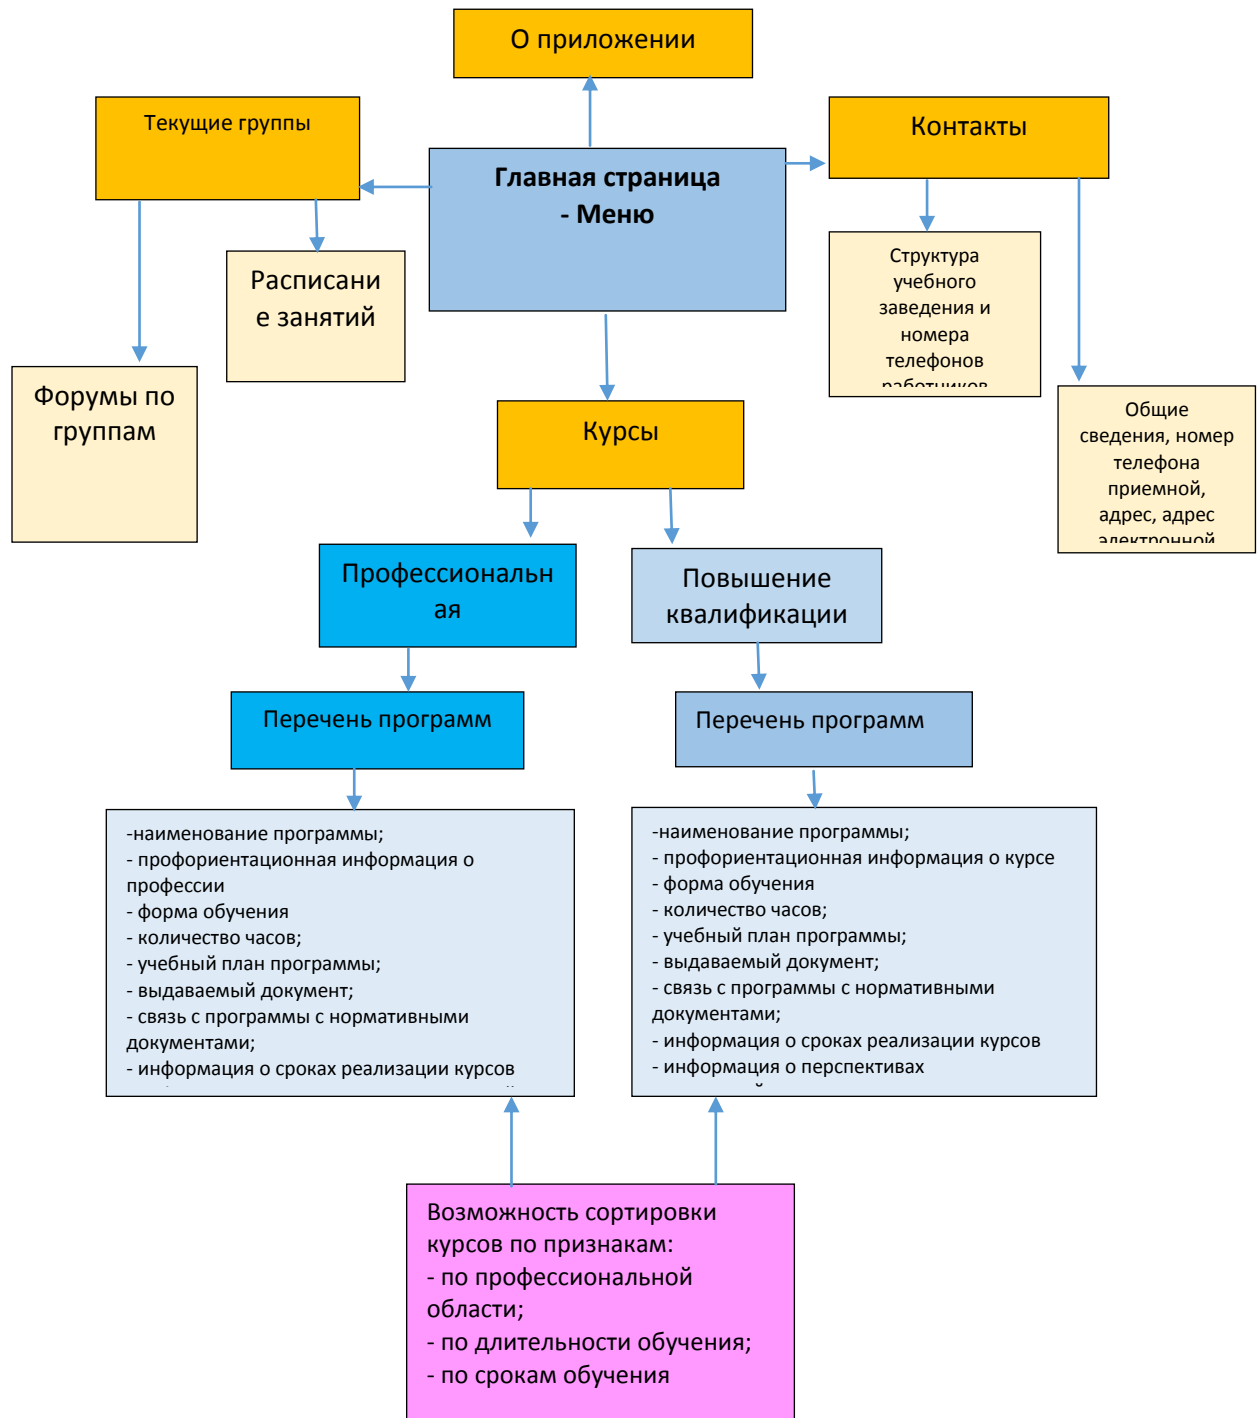 О приложении
Текущие группы
Контакты
Главная страница
- Меню
Расписани
е занятий
Структура
учебного
заведения и
номера
телефонов
работников
Форумы по
группам
Общие
сведения, номер
телефона
приемной,
адрес, адрес
электронной
Курсы
Профессиональн
ая
Повышение
квалификации
Перечень программ
Перечень программ
-наименование программы;
- профориентационная информация о
профессии
- форма обучения
- количество часов;
- учебный план программы;
- выдаваемый документ;
- связь с программы с нормативными
документами;
- информация о сроках реализации курсов
-наименование программы;
- профориентационная информация о курсе
- форма обучения
- количество часов;
- учебный план программы;
- выдаваемый документ;
- связь с программы с нормативными
документами;
- информация о сроках реализации курсов
- информация о перспективах
Возможность сортировки
курсов по признакам:
- по профессиональной
области;
- по длительности обучения;
- по срокам обучения